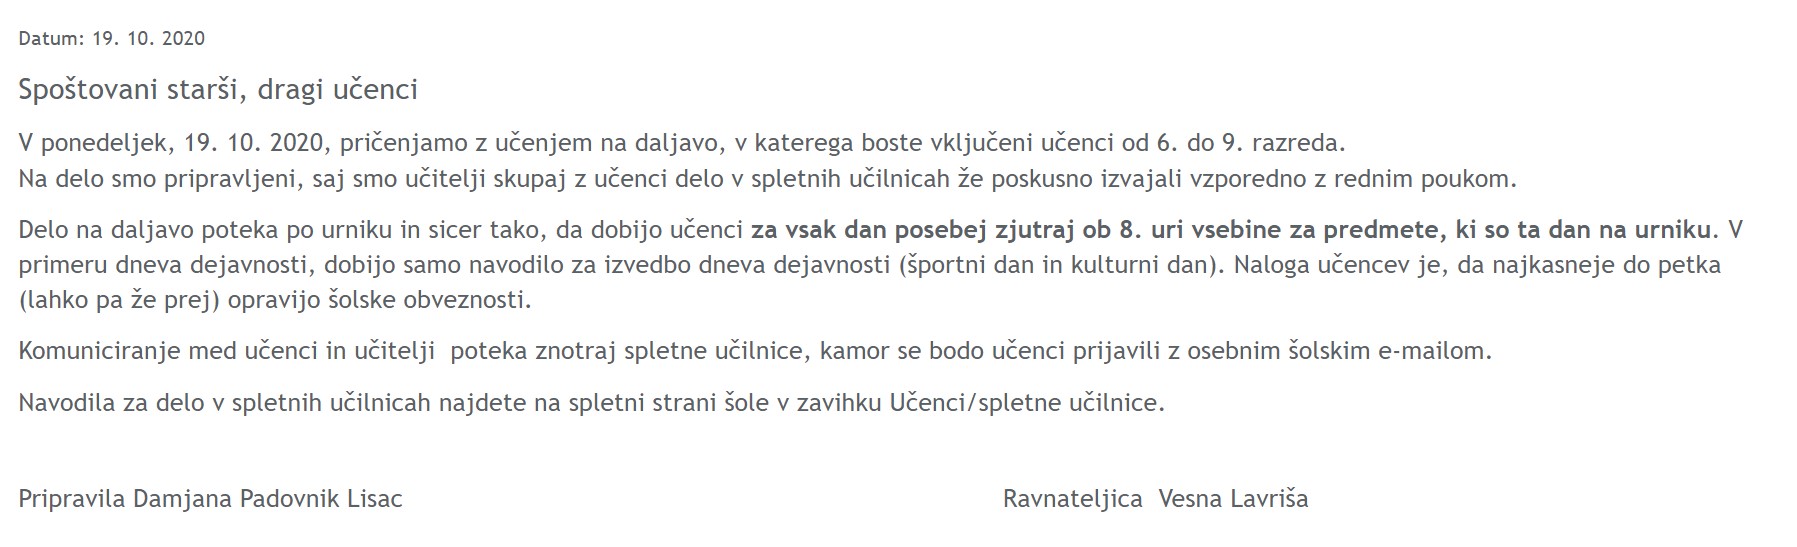 Datum: 19. 10. 2020
Spoštovani starši, dragi učenci
V ponedeljek, 19. 10. 2020, pričenjamo z učenjem na daljavo, v katerega boste vključeni učenci od 6. do 9. razreda.
Na delo smo pripravljeni, saj smo učitelji skupaj z učenci delo v spletnih učilnicah že poskusno izvajali vzporedno z rednim poukom.
Delo na daljavo poteka po urniku in sicer tako, da dobijo učenci za vsak dan posebej zjutraj ob 8. uri vsebine za predmete, ki so ta dan na urniku. V
primeru dneva dejavnosti, dobijo samo navodilo za izvedbo dneva dejavnosti (športni dan in kulturni dan). Naloga učencev je, da najkasneje do petka
(lahko pa že prej) opravijo šolske obveznosti.
Komuniciranje med učenci in učitelji  poteka znotraj spletne učilnice, kamor se bodo učenci prijavili z osebnim šolskim e-mailom.
Navodila za delo v spletnih učilnicah najdete na spletni strani šole v zavihku Učenci/spletne učilnice.
Pripravila Damjana Padovnik Lisac Ravnateljica  Vesna Lavriša